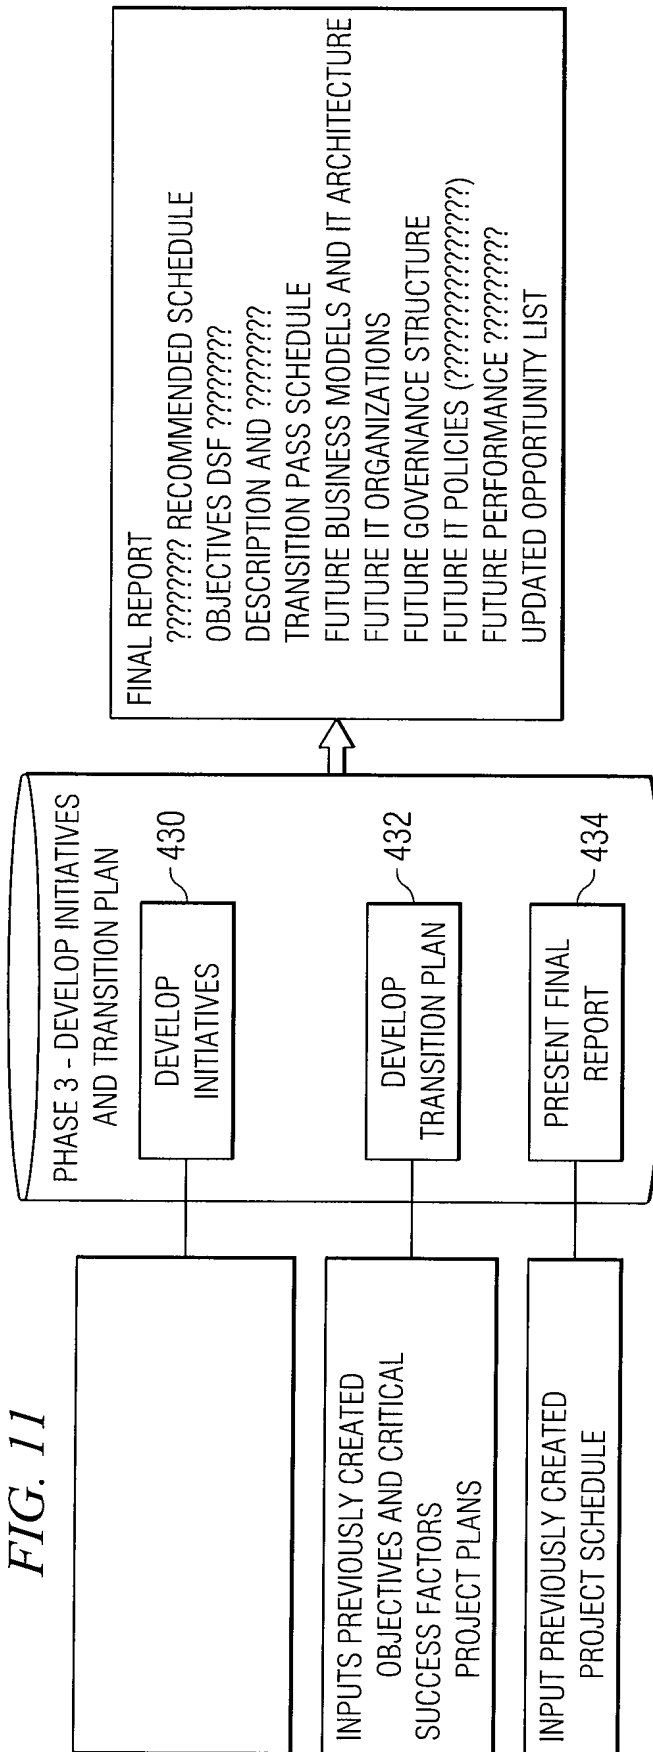 FIG. 11
INPUTS PREVIOUSLY CREATED
OBJECTIVES AND CRITICAL
SUCCESS FACTORS
PROJECT PLANS
INPUT PREVIOUSLY CREATED
PROJECT SCHEDULE
PHASE 3 - DEVELOP INITIATIVES
AND TRANSITION PLAN
DEVELOP
INITIATIVES
430
DEVELOP
TRANSITION PLAN
432
PRESENT FINAL
REPORT
434
FINAL REPORT
????????? RECOMMENDED SCHEDULE
OBJECTIVES DSF ?????????
DESCRIPTION AND ?????????
TRANSITION PASS SCHEDULE
FUTURE BUSINESS MODELS AND IT ARCHITECTURE
FUTURE IT ORGANIZATIONS
FUTURE GOVERNANCE STRUCTURE
FUTURE IT POLICIES (?????????????????)
FUTURE PERFORMANCE ??????????
UPDATED OPPORTUNITY LIST